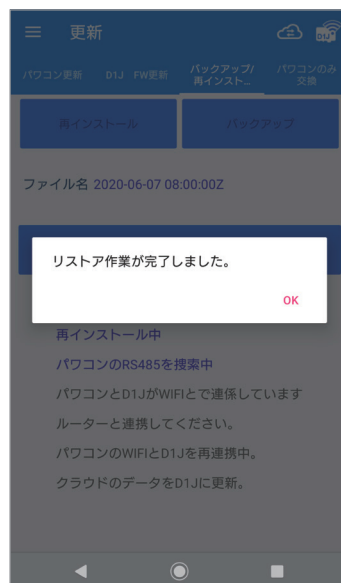 更新
D1J
パワコン更新 D1J FW更新 バックアップ/ パワコンのみ
再インスト... 交換
再インストール バックアップ
ファイル名 2020-06-07 08:00:00Z
リストア作業が完了しました。
OK
再インストール中
パワコンのRS485を捜索中
パワコンとD1JがWIFIとで連係しています
ルーターと連携してください。
パワコンのWIFIとD1Jを再連携中。
クラウドのデータをD1Jに更新。